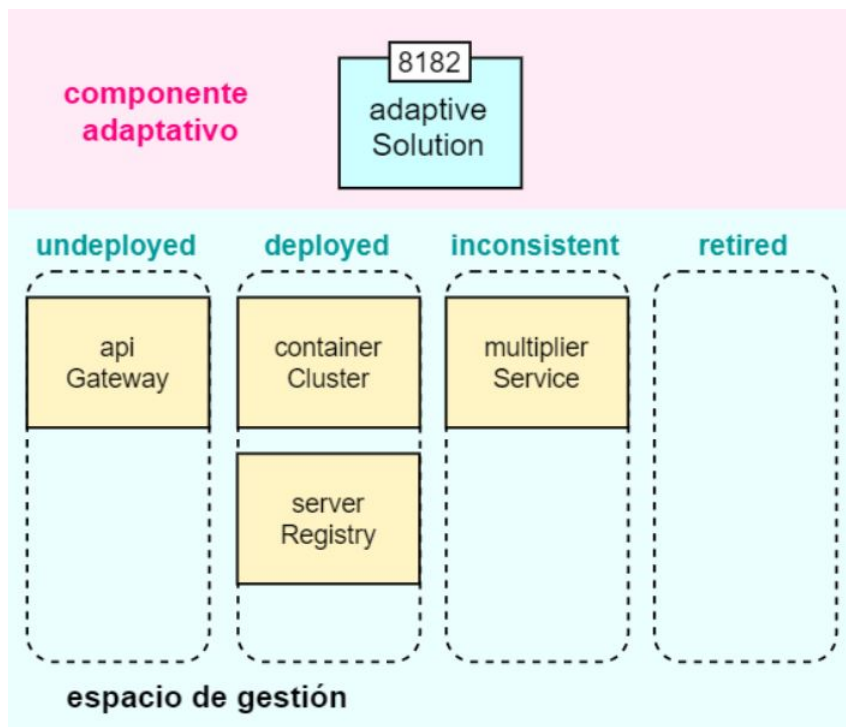 componente
adaptativo
8182
adaptive
Solution
undeployed
deployed
inconsistent
retired
api
Gateway
container
Cluster
multiplier
Service
server
Registry
espacio de gestión